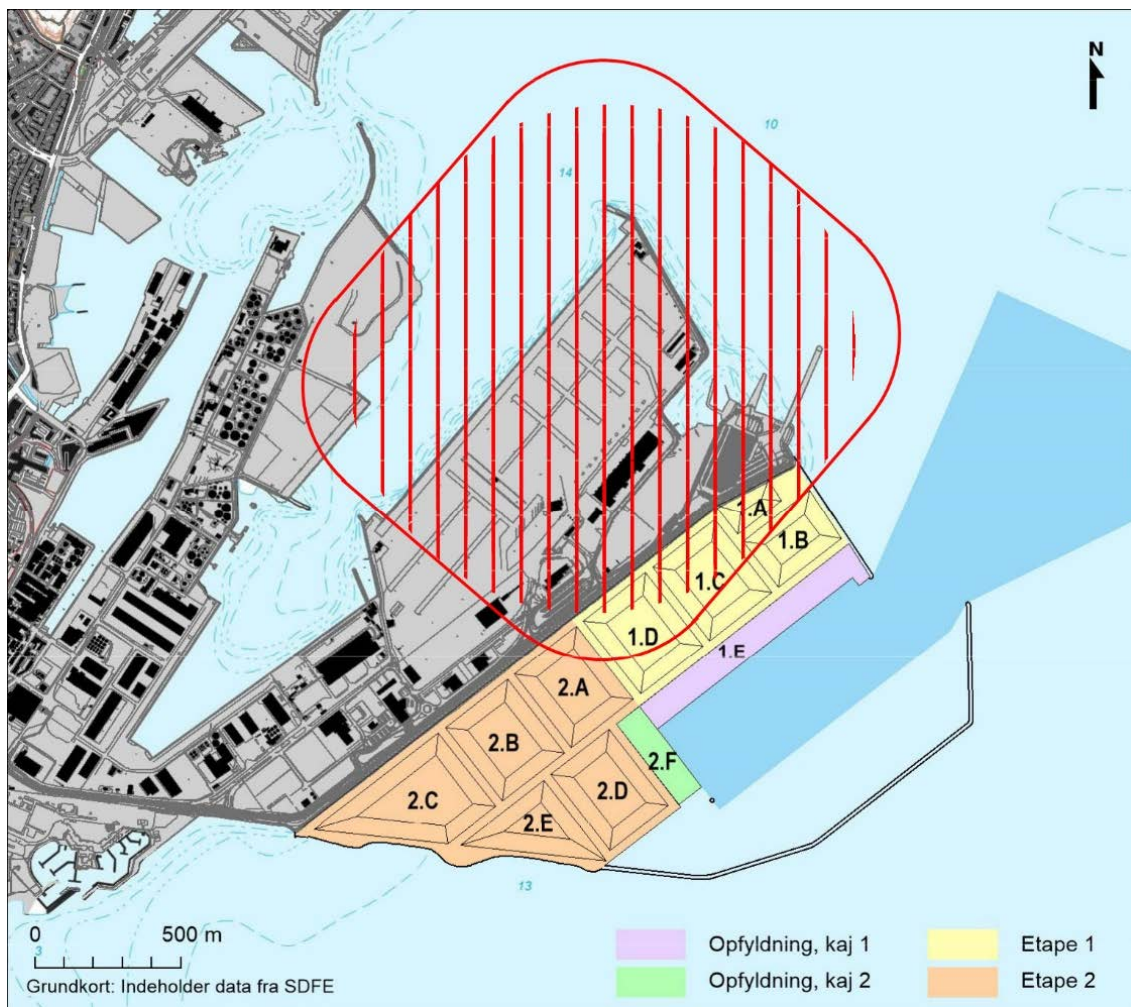 N
10
14
1.A
1.B
1.C
1.D
1.E
2.A
2.B
2.F
2.D
2.C
2.E
13
0 500 m
3
Grundkort: Indeholder data fra SDFE
Opfyldning, kaj 1
Etape 1
Opfyldning, kaj 2
Etape 2